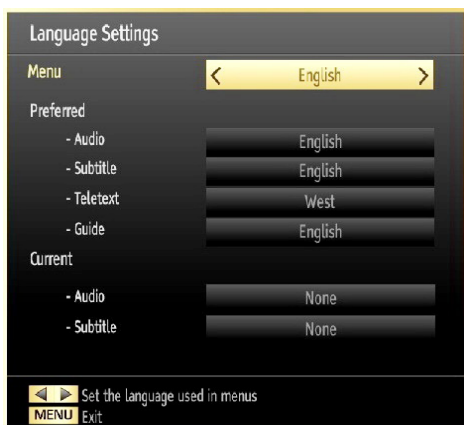 Language Settings
Menu < English >
Preferred
- Audio English
- Subtitle English
- Teletext West
- Guide English
Current
- Audio None
- Subtitle None
Set the language used in menus
MENU Exit